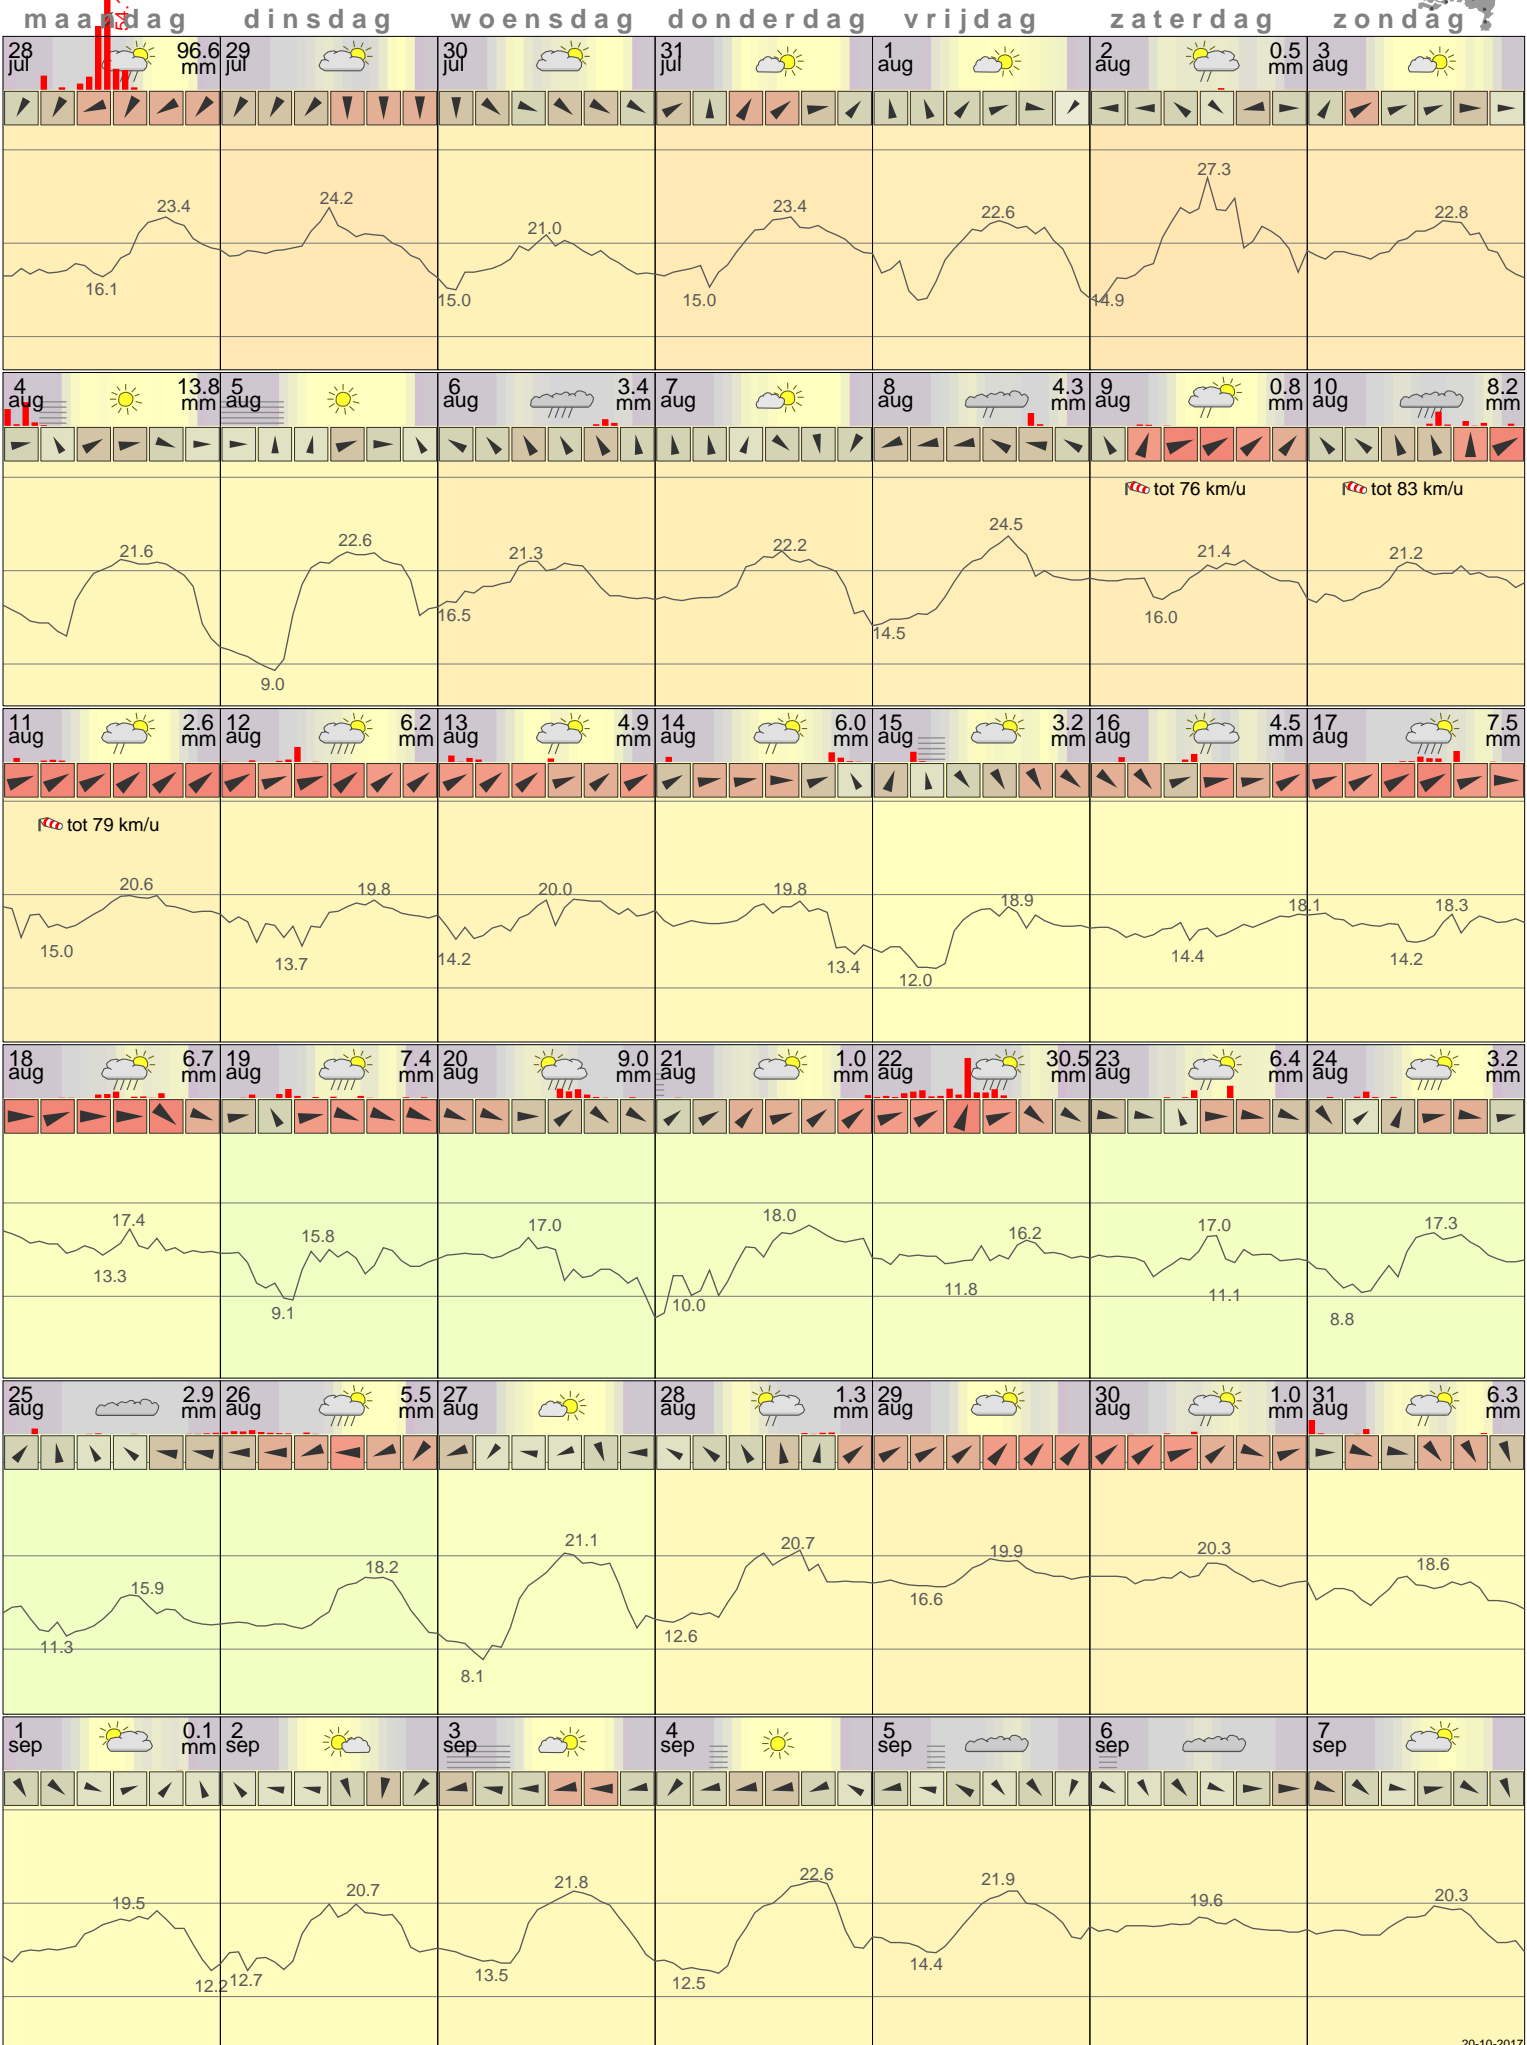 maandag dinsdag woensdag donderdag vrijdag zaterdag zondag
28 jul 96.6 mm 29 jul 30 jul 31 jul 1 aug 2 aug 0.5 mm 3 aug
23.4 16.1 24.2 21.0 15.0 23.4 15.0 22.6 27.3 14.9 22.8
4 aug 13.8 mm 5 aug 6 aug 3.4 mm 7 aug 8 aug 4.3 mm 9 aug 0.8 mm 10 aug 8.2 mm
tot 76 km/u tot 83 km/u
21.6 22.6 9.0 21.3 16.5 22.2 24.5 14.5 21.4 16.0 21.2
11 aug 2.6 mm 12 aug 6.2 mm 13 aug 4.9 mm 14 aug 6.0 mm 15 aug 3.2 mm 16 aug 4.5 mm 17 aug 7.5 mm
tot 79 km/u
20.6 15.0 19.8 13.7 20.0 14.2 19.8 13.4 18.9 12.0 18.1 14.4 18.3 14.2
18 aug 6.7 mm 19 aug 7.4 mm 20 aug 9.0 mm 21 aug 1.0 mm 22 aug 30.5 mm 23 aug 6.4 mm 24 aug 3.2 mm
17.4 13.3 15.8 9.1 17.0 18.0 10.0 16.2 11.8 17.0 11.1 17.3 8.8
25 aug 2.9 mm 26 aug 5.5 mm 27 aug 28 aug 1.3 mm 29 aug 30 aug 1.0 mm 31 aug 6.3 mm
15.9 11.3 18.2 21.1 8.1 20.7 12.6 19.9 16.6 20.3 18.6
1 sep 0.1 mm 2 sep 3 sep 4 sep 5 sep 6 sep 7 sep
19.5 12.2 20.7 12.7 21.8 13.5 22.6 12.5 21.9 14.4 19.6 20.3
20-10-2017